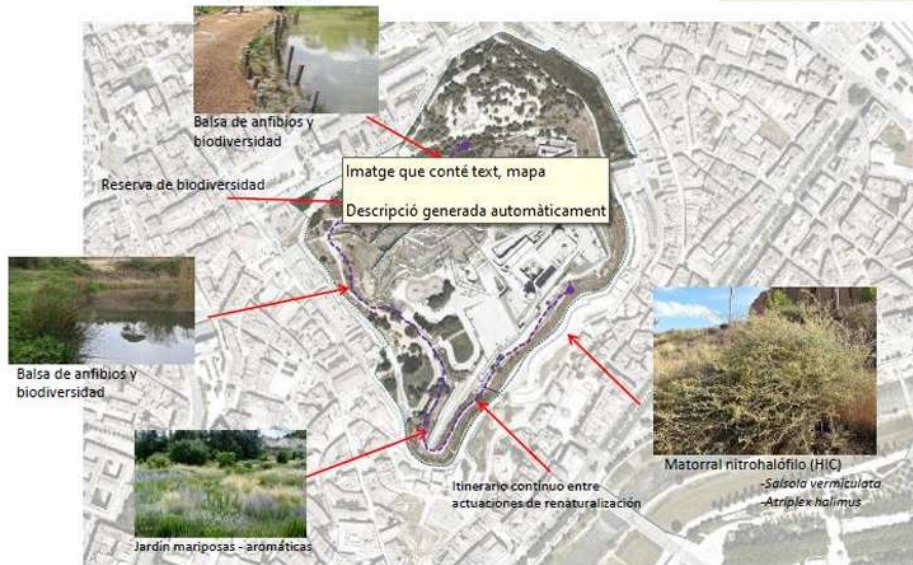 Balsa de anfibios y
biodiversidad
Imatge que conté text, mapa
Descripció generada automàticament
Reserva de biodiversidad
Balsa de anfibios y
biodiversidad
Matorral nitrohalófilo (HIC)
-Salsola vermiculata
-Atriplex halimus
Itinerario continuo entre
actuaciones de renaturalización
Jardín mariposas - aromáticas